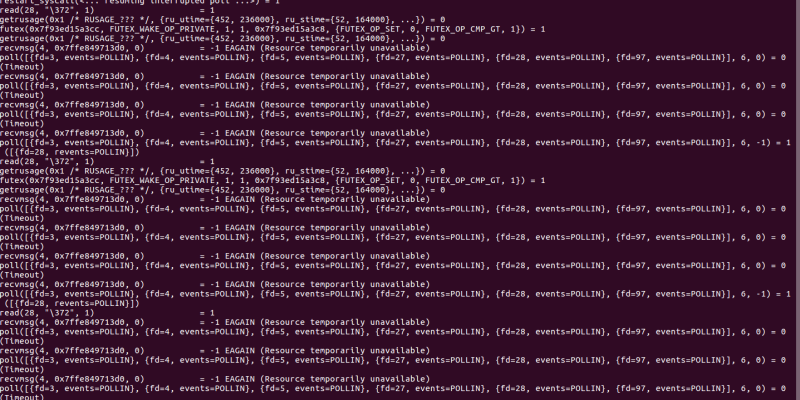 restart_syscall(<... resuming interrupted poll ...>) = 1
read(28, "\372", 1)                     = 1
getrusage(0x1 /* RUSAGE_??? */, {ru_utime={452, 236000}, ru_stime={52, 164000}, ...}) = 0
futex(0x7f93ed15a3cc, FUTEX_WAKE_OP_PRIVATE, 1, 1, 0x7f93ed15a3c8, {FUTEX_OP_SET, 0, FUTEX_OP_CMP_GT, 1}) = 1
getrusage(0x1 /* RUSAGE_??? */, {ru_utime={452, 236000}, ru_stime={52, 164000}, ...}) = 0
recvmsg(4, 0x7ffe849713d0, 0)           = -1 EAGAIN (Resource temporarily unavailable)
poll([{fd=3, events=POLLIN}, {fd=4, events=POLLIN}, {fd=5, events=POLLIN}, {fd=27, events=POLLIN}, {fd=28, events=POLLIN}, {fd=97, events=POLLIN}], 6, 0) = 0
(Timeout)
recvmsg(4, 0x7ffe849713d0, 0)           = -1 EAGAIN (Resource temporarily unavailable)
poll([{fd=3, events=POLLIN}, {fd=4, events=POLLIN}, {fd=5, events=POLLIN}, {fd=27, events=POLLIN}, {fd=28, events=POLLIN}, {fd=97, events=POLLIN}], 6, 0) = 0
(Timeout)
recvmsg(4, 0x7ffe849713d0, 0)           = -1 EAGAIN (Resource temporarily unavailable)
poll([{fd=3, events=POLLIN}, {fd=4, events=POLLIN}, {fd=5, events=POLLIN}, {fd=27, events=POLLIN}, {fd=28, events=POLLIN}, {fd=97, events=POLLIN}], 6, 0) = 0
(Timeout)
recvmsg(4, 0x7ffe849713d0, 0)           = -1 EAGAIN (Resource temporarily unavailable)
poll([{fd=3, events=POLLIN}, {fd=4, events=POLLIN}, {fd=5, events=POLLIN}, {fd=27, events=POLLIN}, {fd=28, events=POLLIN}, {fd=97, events=POLLIN}], 6, -1) = 1
([{fd=28, revents=POLLIN}])
read(28, "\372", 1)                     = 1
getrusage(0x1 /* RUSAGE_??? */, {ru_utime={452, 236000}, ru_stime={52, 164000}, ...}) = 0
futex(0x7f93ed15a3cc, FUTEX_WAKE_OP_PRIVATE, 1, 1, 0x7f93ed15a3c8, {FUTEX_OP_SET, 0, FUTEX_OP_CMP_GT, 1}) = 1
getrusage(0x1 /* RUSAGE_??? */, {ru_utime={452, 236000}, ru_stime={52, 164000}, ...}) = 0
recvmsg(4, 0x7ffe849713d0, 0)           = -1 EAGAIN (Resource temporarily unavailable)
poll([{fd=3, events=POLLIN}, {fd=4, events=POLLIN}, {fd=5, events=POLLIN}, {fd=27, events=POLLIN}, {fd=28, events=POLLIN}, {fd=97, events=POLLIN}], 6, 0) = 0
(Timeout)
recvmsg(4, 0x7ffe849713d0, 0)           = -1 EAGAIN (Resource temporarily unavailable)
poll([{fd=3, events=POLLIN}, {fd=4, events=POLLIN}, {fd=5, events=POLLIN}, {fd=27, events=POLLIN}, {fd=28, events=POLLIN}, {fd=97, events=POLLIN}], 6, 0) = 0
(Timeout)
recvmsg(4, 0x7ffe849713d0, 0)           = -1 EAGAIN (Resource temporarily unavailable)
poll([{fd=3, events=POLLIN}, {fd=4, events=POLLIN}, {fd=5, events=POLLIN}, {fd=27, events=POLLIN}, {fd=28, events=POLLIN}, {fd=97, events=POLLIN}], 6, 0) = 0
(Timeout)
recvmsg(4, 0x7ffe849713d0, 0)           = -1 EAGAIN (Resource temporarily unavailable)
poll([{fd=3, events=POLLIN}, {fd=4, events=POLLIN}, {fd=5, events=POLLIN}, {fd=27, events=POLLIN}, {fd=28, events=POLLIN}, {fd=97, events=POLLIN}], 6, -1) = 1
([{fd=28, revents=POLLIN}])
read(28, "\372", 1)                     = 1
recvmsg(4, 0x7ffe849713d0, 0)           = -1 EAGAIN (Resource temporarily unavailable)
poll([{fd=3, events=POLLIN}, {fd=4, events=POLLIN}, {fd=5, events=POLLIN}, {fd=27, events=POLLIN}, {fd=28, events=POLLIN}, {fd=97, events=POLLIN}], 6, 0) = 0
(Timeout)
recvmsg(4, 0x7ffe849713d0, 0)           = -1 EAGAIN (Resource temporarily unavailable)
poll([{fd=3, events=POLLIN}, {fd=4, events=POLLIN}, {fd=5, events=POLLIN}, {fd=27, events=POLLIN}, {fd=28, events=POLLIN}, {fd=97, events=POLLIN}], 6, 0) = 0
(Timeout)
recvmsg(4, 0x7ffe849713d0, 0)           = -1 EAGAIN (Resource temporarily unavailable)
poll([{fd=3, events=POLLIN}, {fd=4, events=POLLIN}, {fd=5, events=POLLIN}, {fd=27, events=POLLIN}, {fd=28, events=POLLIN}, {fd=97, events=POLLIN}], 6, 0) = 0
(Timeout)